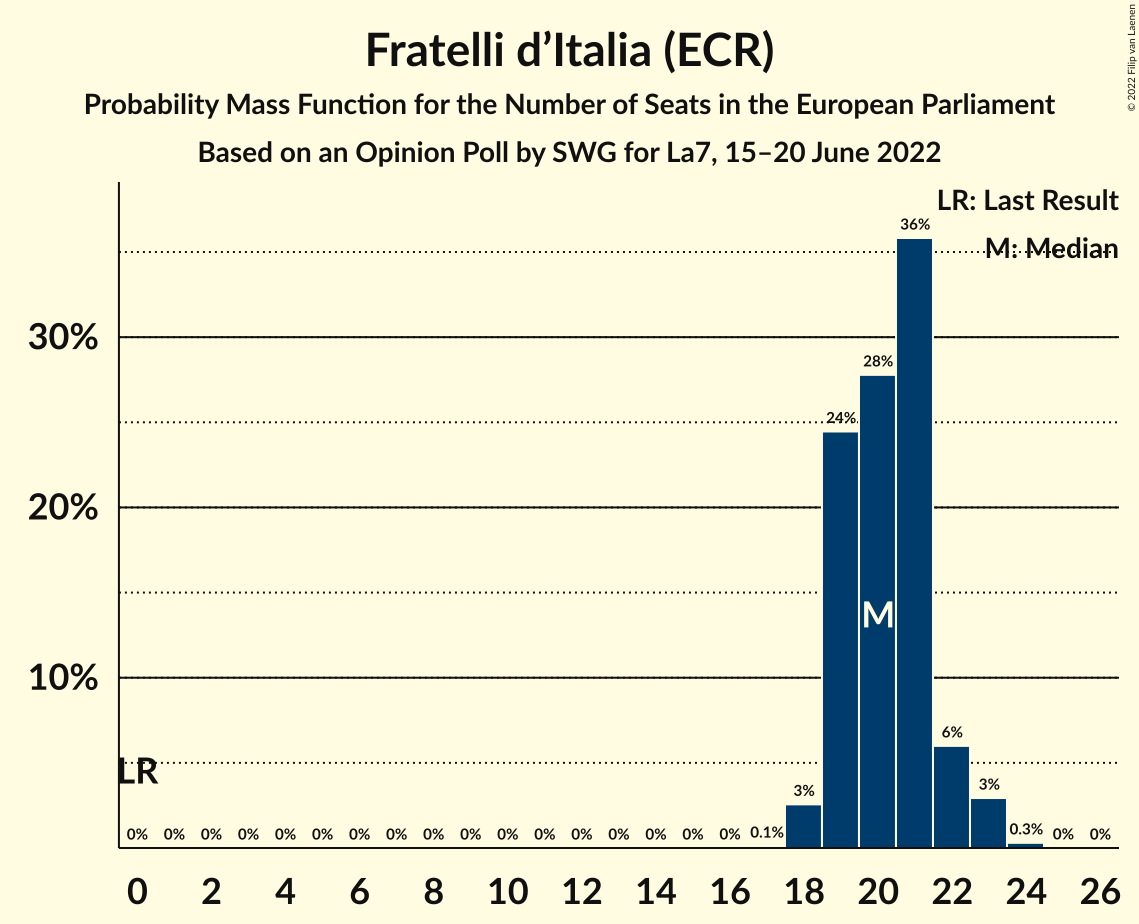 Fratelli d’Italia (ECR)
Probability Mass Function for the Number of Seats in the European Parliament
Based on an Opinion Poll by SWG for La7, 15–20 June 2022
© 2022 Filip van Laenen
LR: Last Result
M: Median
36%
30%
28%
24%
20%
M
10%
6%
LR
3%
3%
0% 0% 0% 0% 0% 0% 0% 0% 0% 0% 0% 0% 0% 0% 0% 0% 0% 0.1% 0.3% 0% 0%
0 2 4 6 8 10 12 14 16 18 20 22 24 26